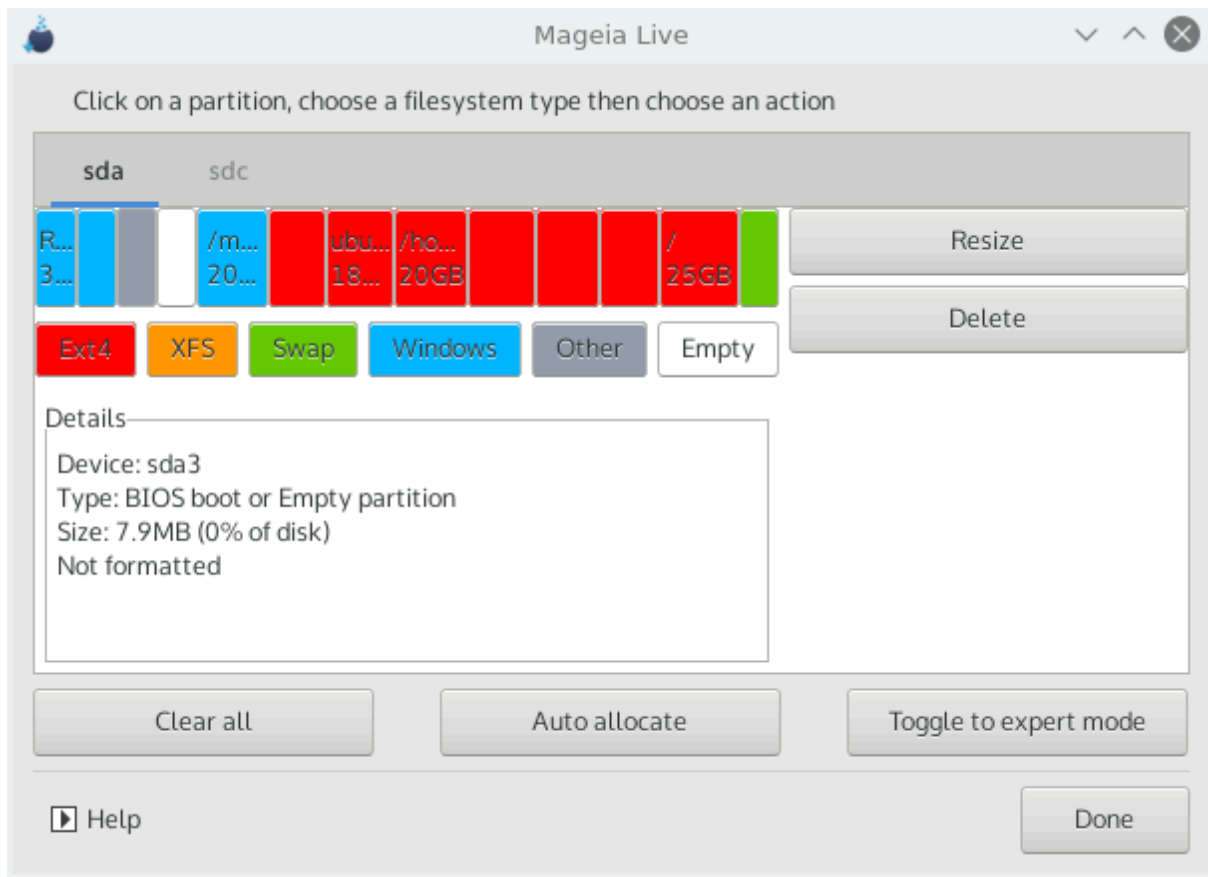 Mageia Live
Click on a partition, choose a filesystem type then choose an action
sda sdc
R... /m... ubu... /ho... /
3... 20... 18... 20GB 25GB
Resize
Delete
Ext4 XFS Swap Windows Other Empty
Details
Device: sda3
Type: BIOS boot or Empty partition
Size: 7.9MB (0% of disk)
Not formatted
Clear all Auto allocate Toggle to expert mode
Help Done